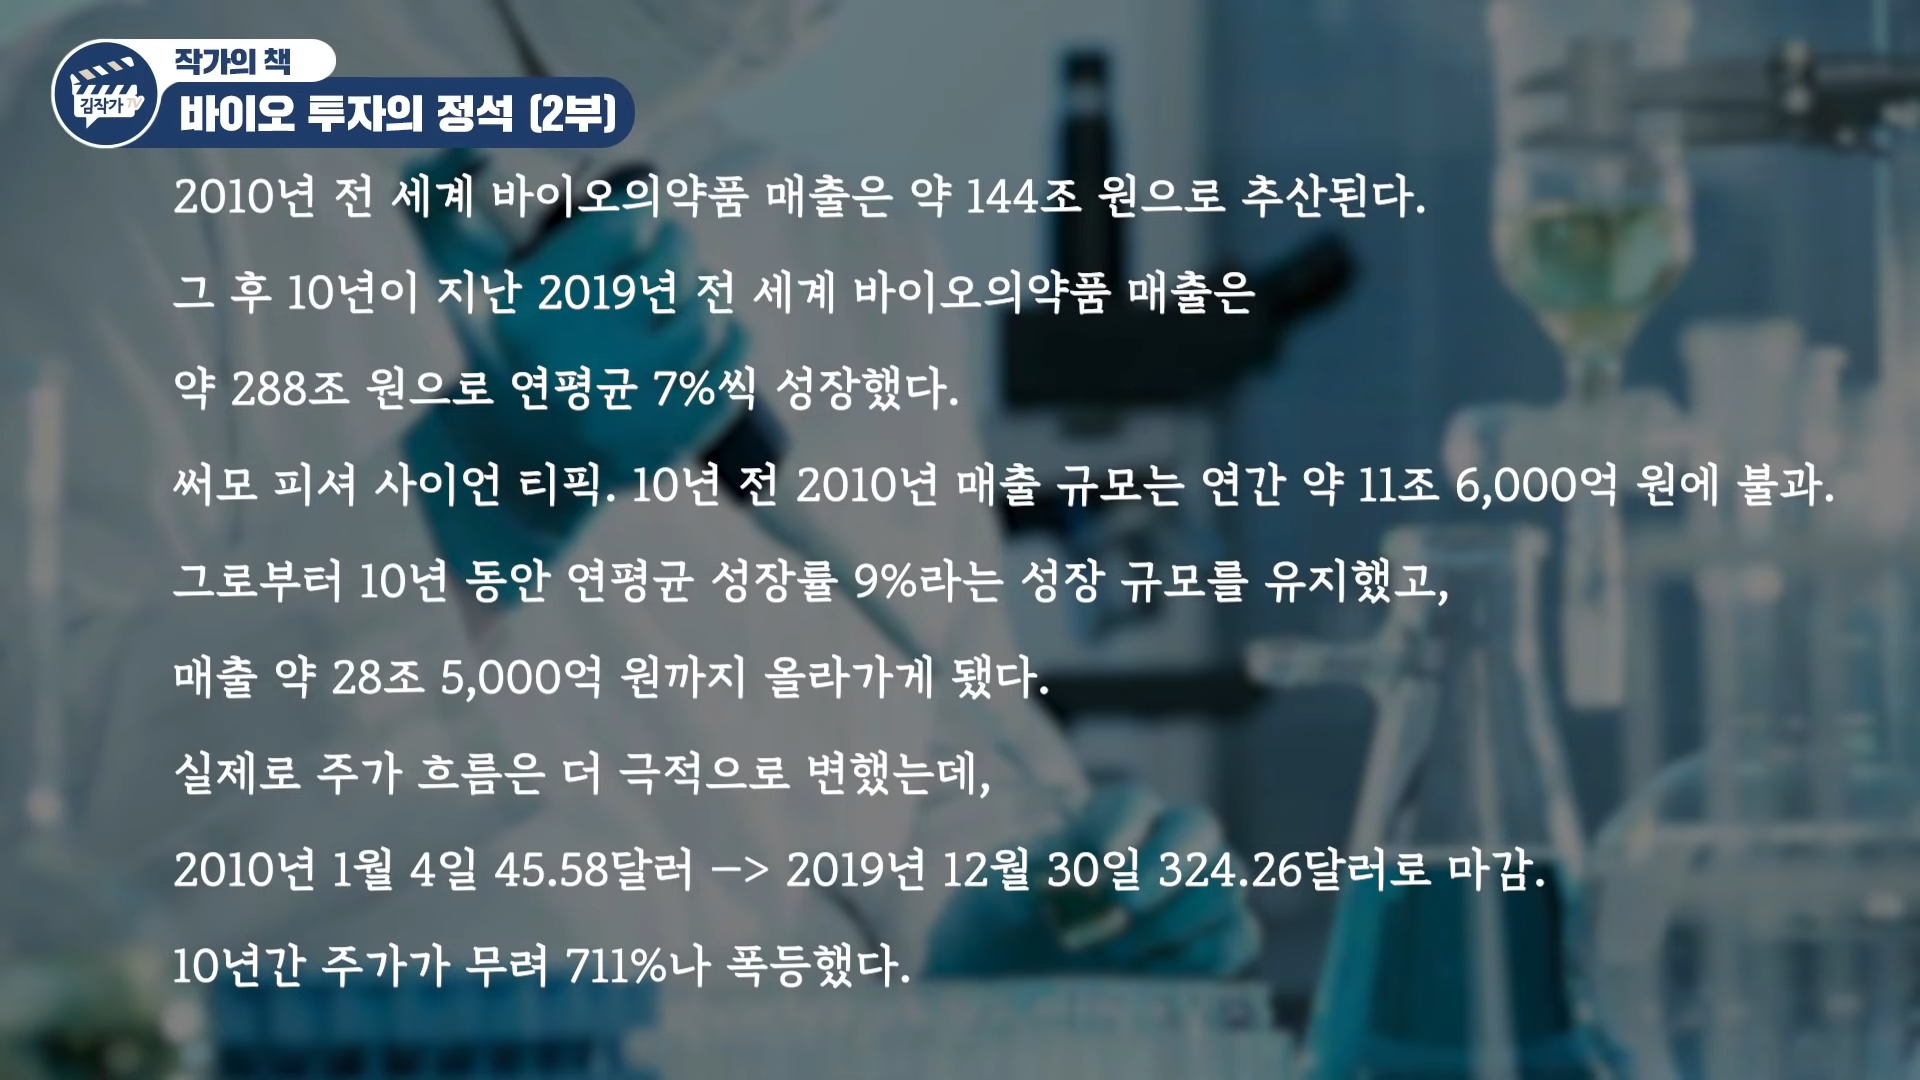 작가의 책
김작가 TV
바이오 투자의 정석 (2부)
2010년 전 세계 바이오의약품 매출은 약 144조 원으로 추산된다.
그 후 10년이 지난 2019년 전 세계 바이오의약품 매출은
약 288조 원으로 연평균 7%씩 성장했다.
써모 피셔 사이언 티픽. 10년 전 2010년 매출 규모는 연간 약 11조 6,000억 원에 불과.
그로부터 10년 동안 연평균 성장률 9%라는 성장 규모를 유지했고,
매출 약 28조 5,000억 원까지 올라가게 됐다.
실제로 주가 흐름은 더 극적으로 변했는데,
2010년 1월 4일 45.58달러 –> 2019년 12월 30일 324.26달러로 마감.
10년간 주가가 무려 711%나 폭등했다.